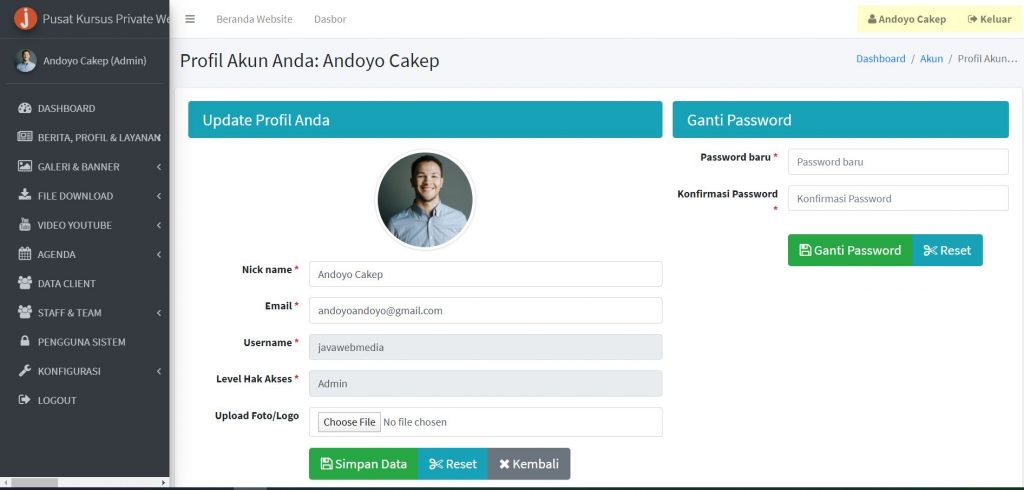 j Pusat Kursus Private We
Beranda Website Dasbor
Andoyo Cakep Keluar
Andoyo Cakep (Admin)
DASHBOARD
BERITA, PROFIL & LAYANAN
GALERI & BANNER
FILE DOWNLOAD
VIDEO YOUTUBE
AGENDA
DATA CLIENT
STAFF & TEAM
PENGGUNA SISTEM
KONFIGURASI
LOGOUT
Profil Akun Anda: Andoyo Cakep
Dashboard / Akun / Profil Akun...
Update Profil Anda
Nick name * Andoyo Cakep
Email * andoyoandoyo@gmail.com
Username * javawebmedia
Level Hak Akses * Admin
Upload Foto/Logo Choose File No file chosen
Simpan Data Reset Kembali
Ganti Password
Password baru * Password baru
Konfirmasi Password * Konfirmasi Password
Ganti Password Reset